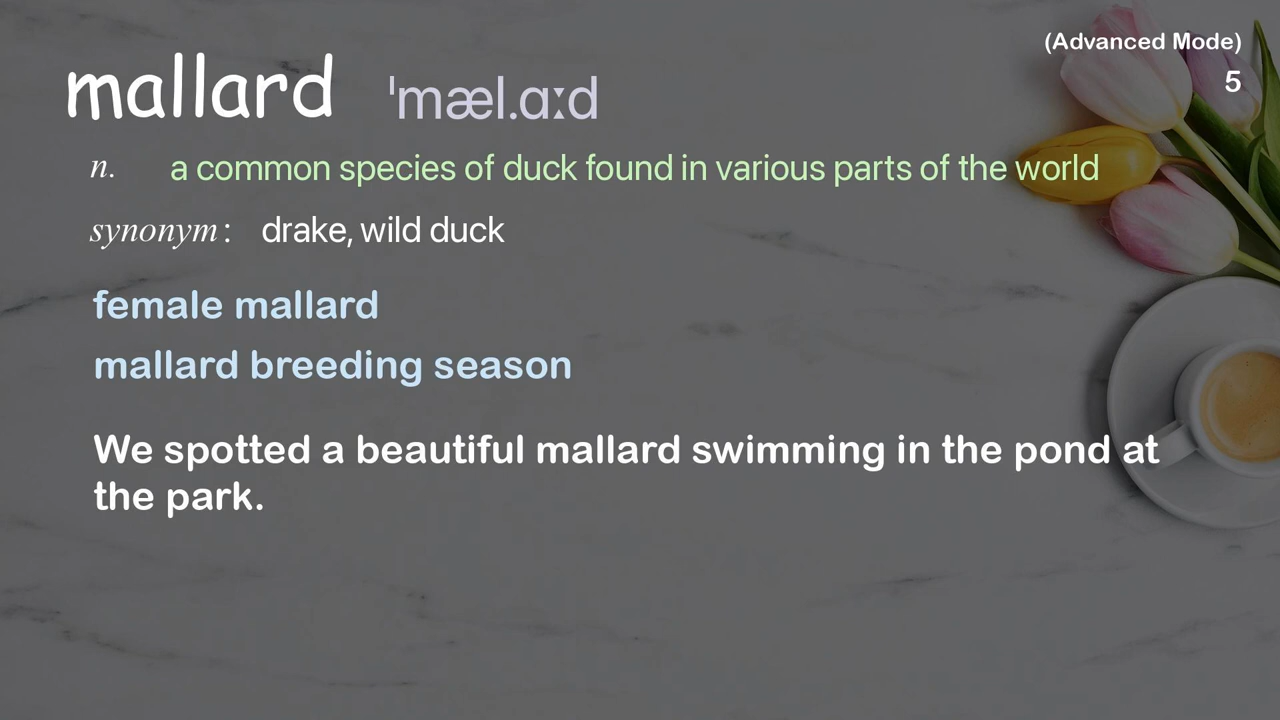 (Advanced Mode)
5
mallard ˈmæl.ɑːd
n. a common species of duck found in various parts of the world
synonym: drake, wild duck
female mallard
mallard breeding season
We spotted a beautiful mallard swimming in the pond at
the park.